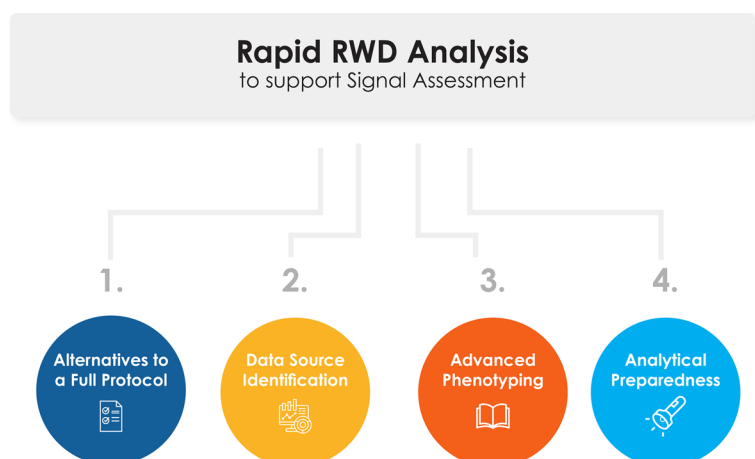 Rapid RWD Analysis
to support Signal Assessment
1.
2.
3.
4.
Alternatives to
a Full Protocol
Data Source
Identification
Advanced
Phenotyping
Analytical
Preparedness